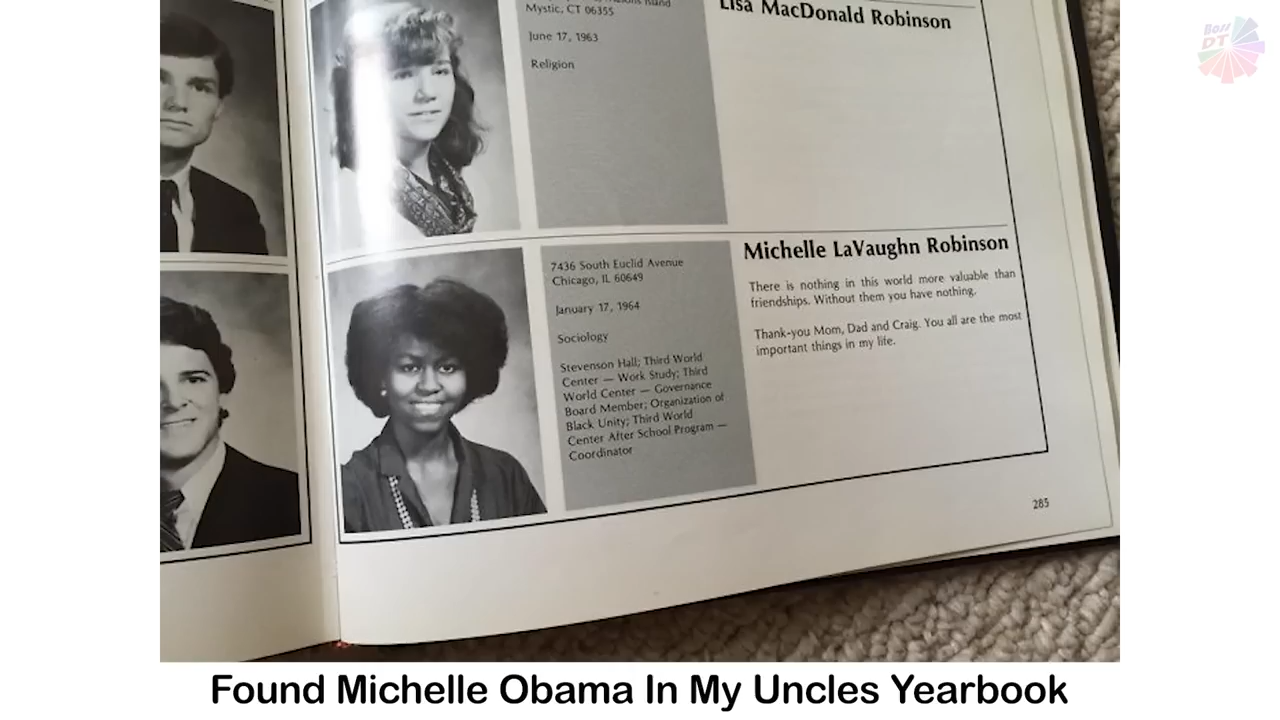 Mystic, CT 06355
June 17, 1963
Religion
Lisa MacDonald Robinson
Boss
DT
7436 South Euclid Avenue
Chicago, IL 60649
January 17, 1964
Sociology
Stevenson Hall; Third World
Center — Work Study; Third
World Center — Governance
Board Member; Organization of
Black Unity; Third World
Center After School Program —
Coordinator
Michelle LaVaughn Robinson
There is nothing in this world more valuable than
friendships. Without them you have nothing.
Thank-you Mom, Dad and Craig. You all are the most
important things in my life.
285
Found Michelle Obama In My Uncles Yearbook